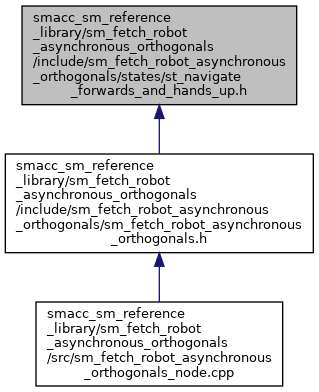 smacc_sm_reference
_library/sm_fetch_robot
_asynchronous_orthogonals
/include/sm_fetch_robot_asynchronous
_orthogonals/states/st_navigate
_forwards_and_hands_up.h
smacc_sm_reference
_library/sm_fetch_robot
_asynchronous_orthogonals
/include/sm_fetch_robot_asynchronous
_orthogonals/sm_fetch_robot_asynchronous
_orthogonals.h
smacc_sm_reference
_library/sm_fetch_robot
_asynchronous_orthogonals
/src/sm_fetch_robot_asynchronous
_orthogonals_node.cpp